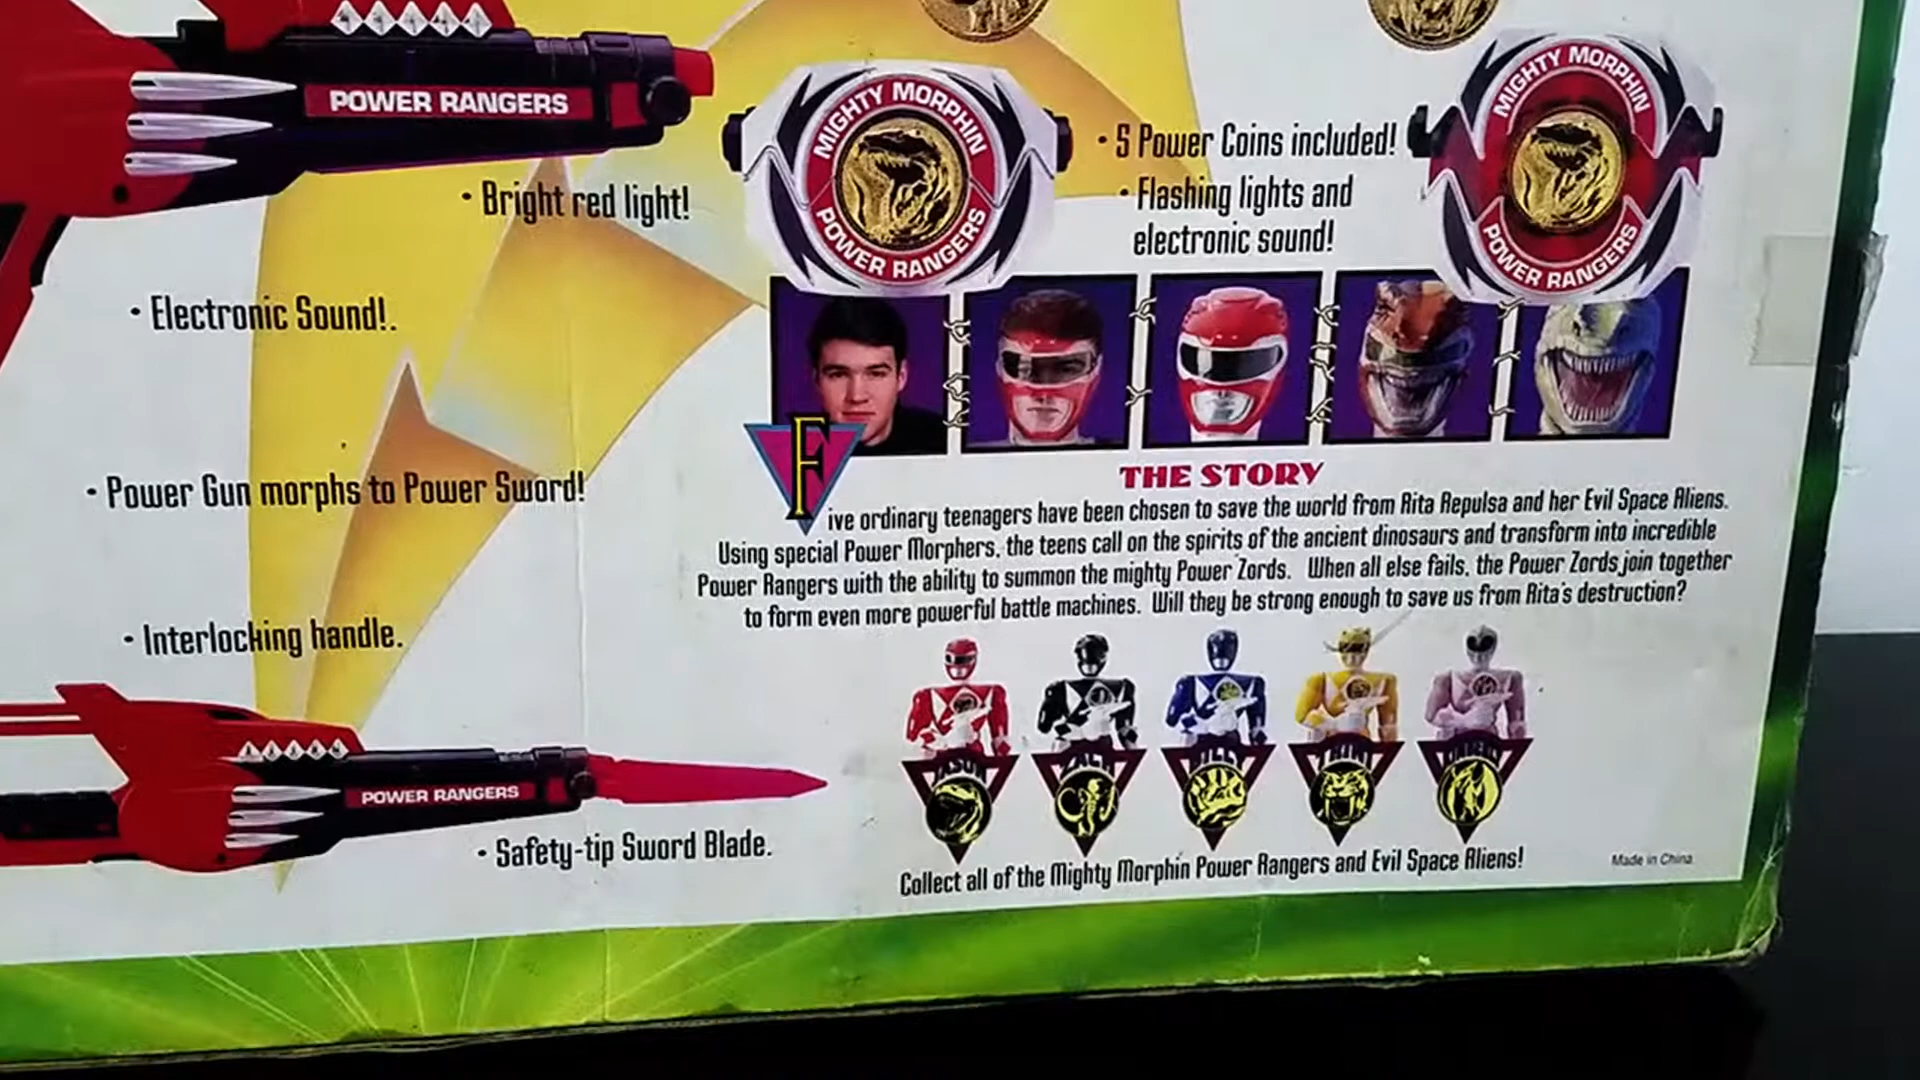 POWER RANGERS
• Bright red light!
• Electronic Sound!.
• Power Gun morphs to Power Sword!
• Interlocking handle.
POWER RANGERS
• Safety-tip Sword Blade.
MIGHTY MORPHIN
POWER RANGERS
• 5 Power Coins included!
• Flashing lights and
electronic sound!
MIGHTY MORPHIN
POWER RANGERS
THE STORY
Five ordinary teenagers have been chosen to save the world from Rita Repulsa and her Evil Space Aliens.
Using special Power Morphers, the teens call on the spirits of the ancient dinosaurs and transform into incredible
Power Rangers with the ability to summon the mighty Power Zords. When all else fails, the Power Zords join together
to form even more powerful battle machines. Will they be strong enough to save us from Rita's destruction?
JASON
ZACK
BILLY
Collect all of the Mighty Morphin Power Rangers and Evil Space Aliens!
Made in China